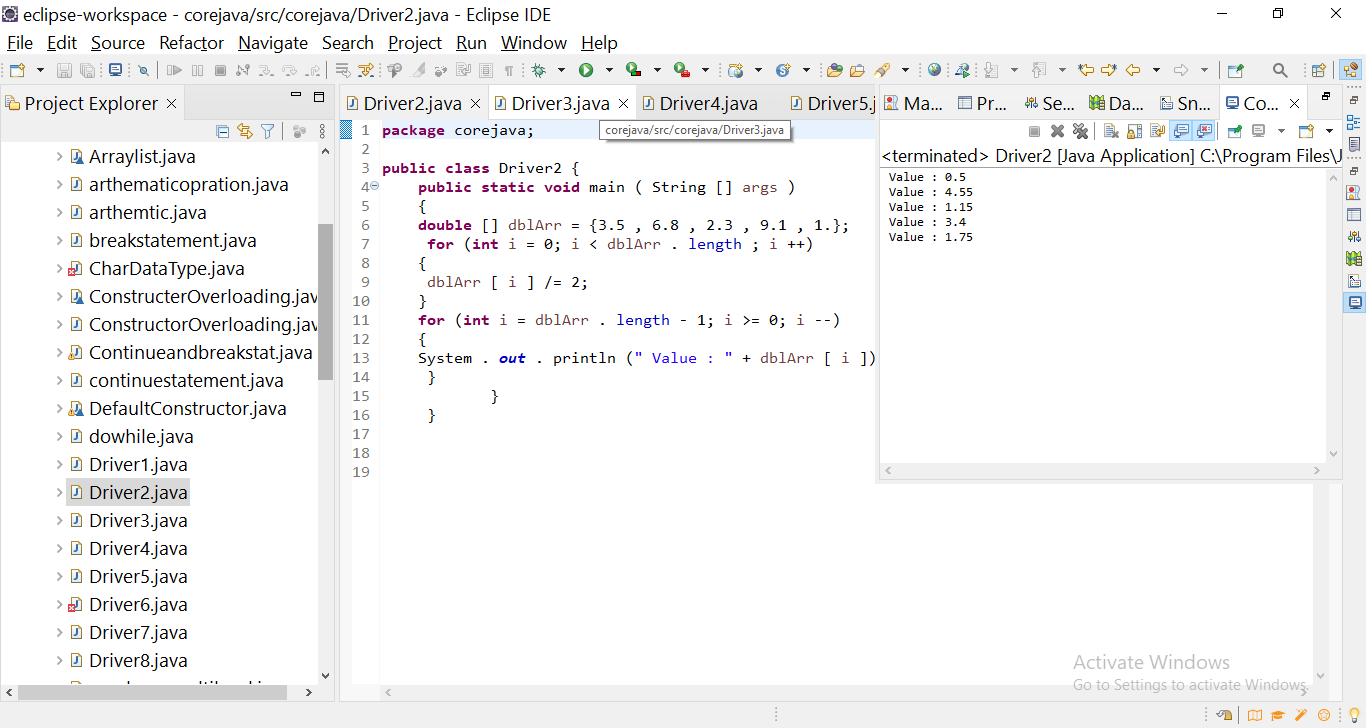 eclipse-workspace - corejava/src/corejava/Driver2.java - Eclipse IDE
File Edit Source Refactor Navigate Search Project Run Window Help
Project Explorer
Arraylist.java
arthematicopration.java
arthemtic.java
breakstatement.java
CharDataType.java
ConstructerOverloading.jav
ConstructorOverloading.jav
Continueandbreakstat.java
continuestatement.java
DefaultConstructor.java
dowhile.java
Driver1.java
Driver2.java
Driver3.java
Driver4.java
Driver5.java
Driver6.java
Driver7.java
Driver8.java
Driver2.java Driver3.java Driver4.java Driver5.j
corejava/src/corejava/Driver3.java
1 package corejava;
2
3 public class Driver2 {
4 public static void main ( String [] args )
5 {
6 double [] dblArr = {3.5 , 6.8 , 2.3 , 9.1 , 1.};
7 for (int i = 0; i < dblArr . length ; i ++)
8 {
9 dblArr [ i ] /= 2;
10 }
11 for (int i = dblArr . length - 1; i >= 0; i --)
12 {
13 System . out . println (" Value : " + dblArr [ i ])
14 }
15 }
16 }
17
18
19
Ma... Pr... Se... Da... Sn... Co...
<terminated> Driver2 [Java Application] C:\Program Files\J
Value : 0.5
Value : 4.55
Value : 1.15
Value : 3.4
Value : 1.75
Activate Windows
Go to Settings to activate Windows.